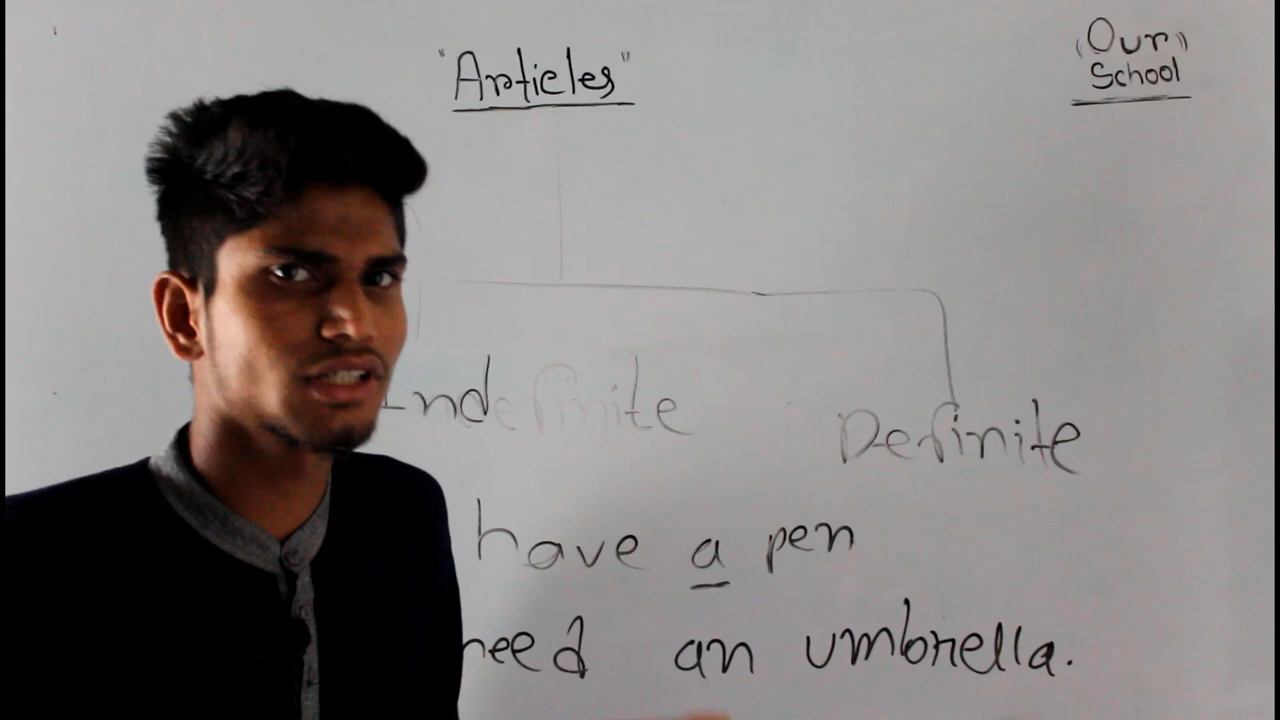 "Articles"
(Our)
School
Indefinite
Definite
have a pen
need an umbrella.